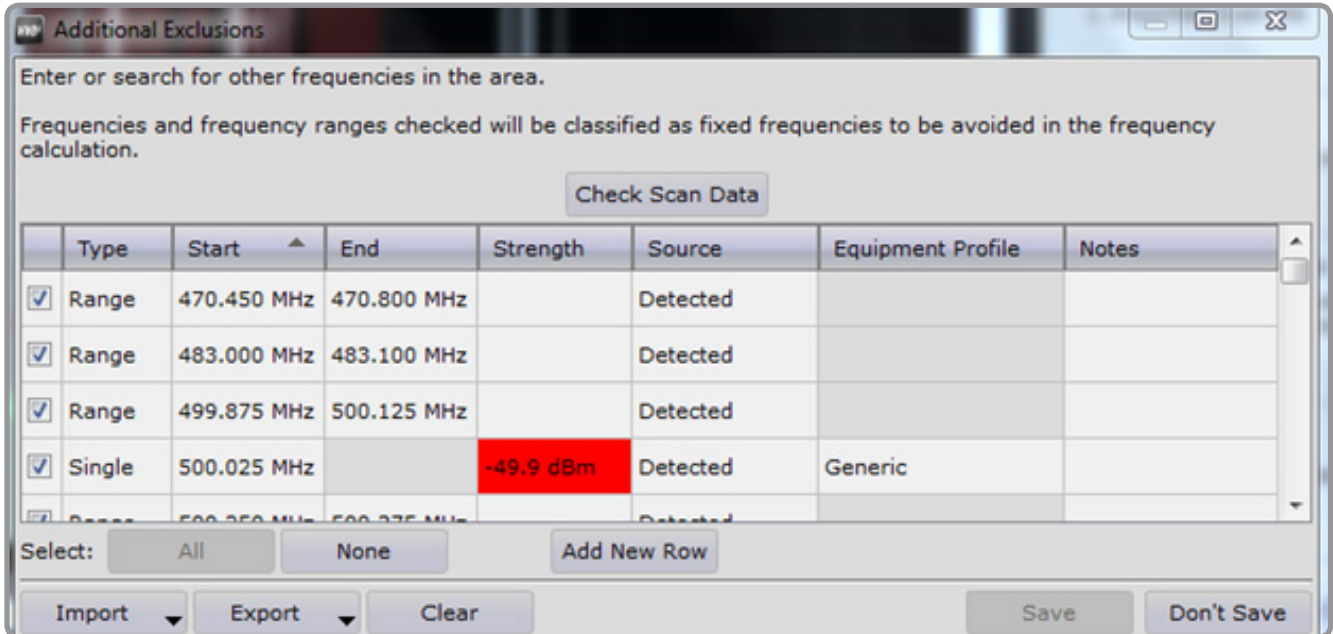 Additional Exclusions
Enter or search for other frequencies in the area.
Frequencies and frequency ranges checked will be classified as fixed frequencies to be avoided in the frequency
calculation.
Check Scan Data
Type Start End Strength Source Equipment Profile Notes
Range 470.450 MHz 470.800 MHz Detected
Range 483.000 MHz 483.100 MHz Detected
Range 499.875 MHz 500.125 MHz Detected
Single 500.025 MHz -49.9 dBm Detected Generic
Select: All None Add New Row
Import Export Clear Save Don't Save